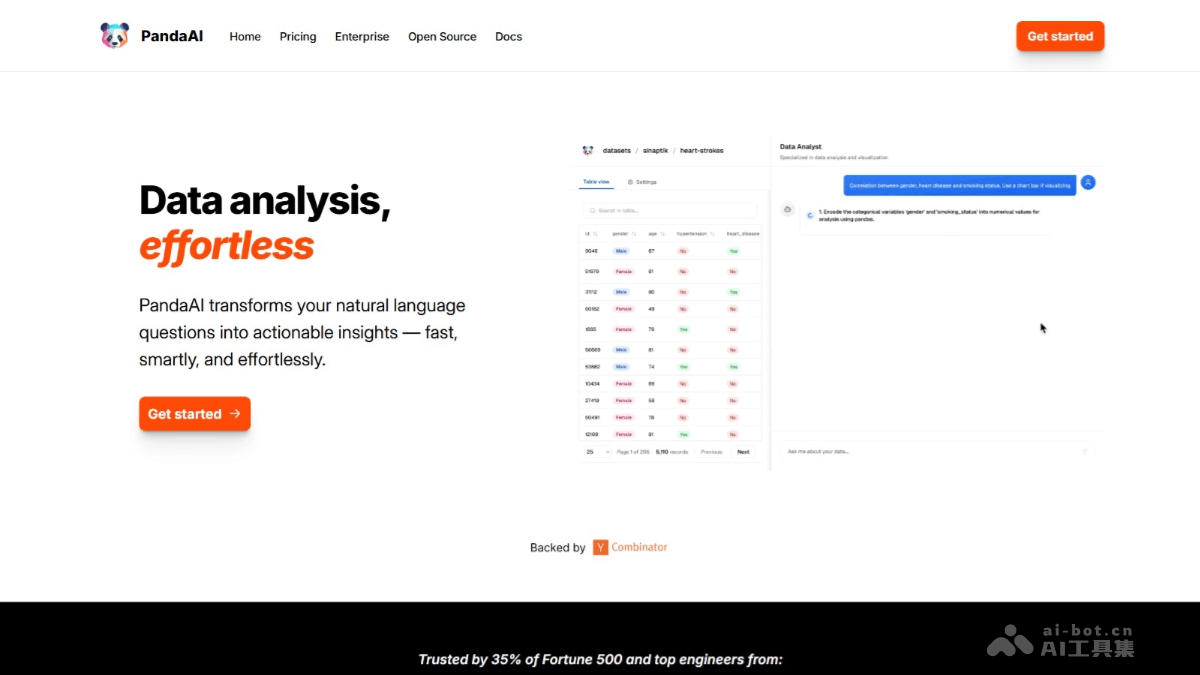 PandaAI
Home
Pricing
Enterprise
Open Source
Docs
Get started
Data analysis,
effortless
PandaAI transforms your natural language
questions into actionable insights — fast,
smartly, and effortlessly.
Get started →
datasets / sinaptik / heart-strokes
Table view
Settings
Search in table...
id gender age hypertension heart_disease
9046 Male 67 No Yes
51676 Female 61 No No
31112 Male 80 No Yes
60182 Female 49 No No
1665 Female 79 Yes No
56669 Male 81 No No
53882 Male 74 Yes Yes
10434 Female 69 No No
27419 Female 59 No No
60491 Female 78 No No
12109 Female 81 Yes No
25 Page 1 of 205 5,110 records Previous Next
Data Analyst
Specialized in data analysis and visualization
Correlation between gender, heart disease and smoking status. Use a chart bar if visualizing
1. Encode the categorical variables 'gender' and 'smoking_status' into numerical values for
analysis using pandas.
Ask me about your data...
Backed by Y Combinator
Trusted by 35% of Fortune 500 and top engineers from:
ai-bot.cn
AI工具集